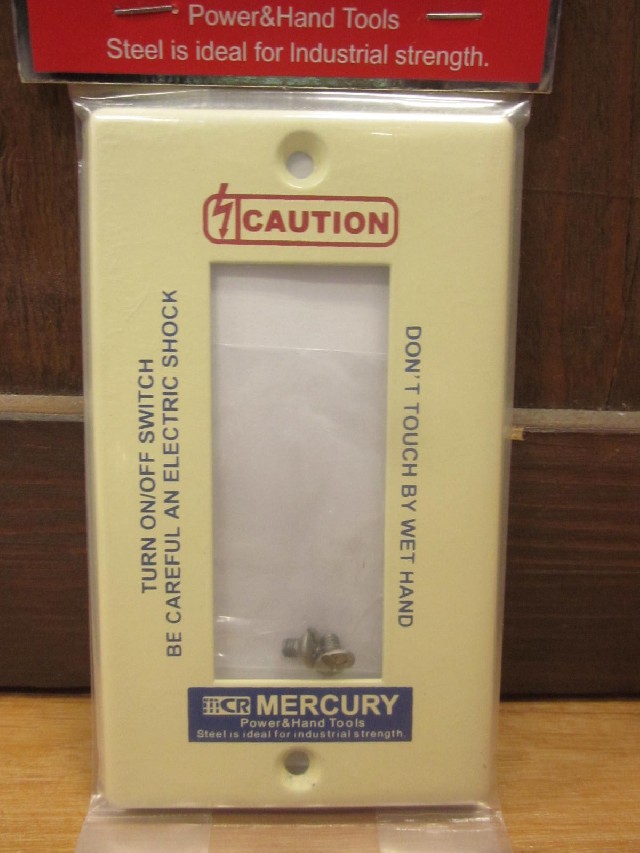 Power&Hand Tools
Steel is ideal for Industrial strength.
CAUTION
TURN ON/OFF SWITCH
BE CAREFUL AN ELECTRIC SHOCK
DON'T TOUCH BY WET HAND
MCR MERCURY
Power&Hand Tools
Steel is ideal for industrial strength.